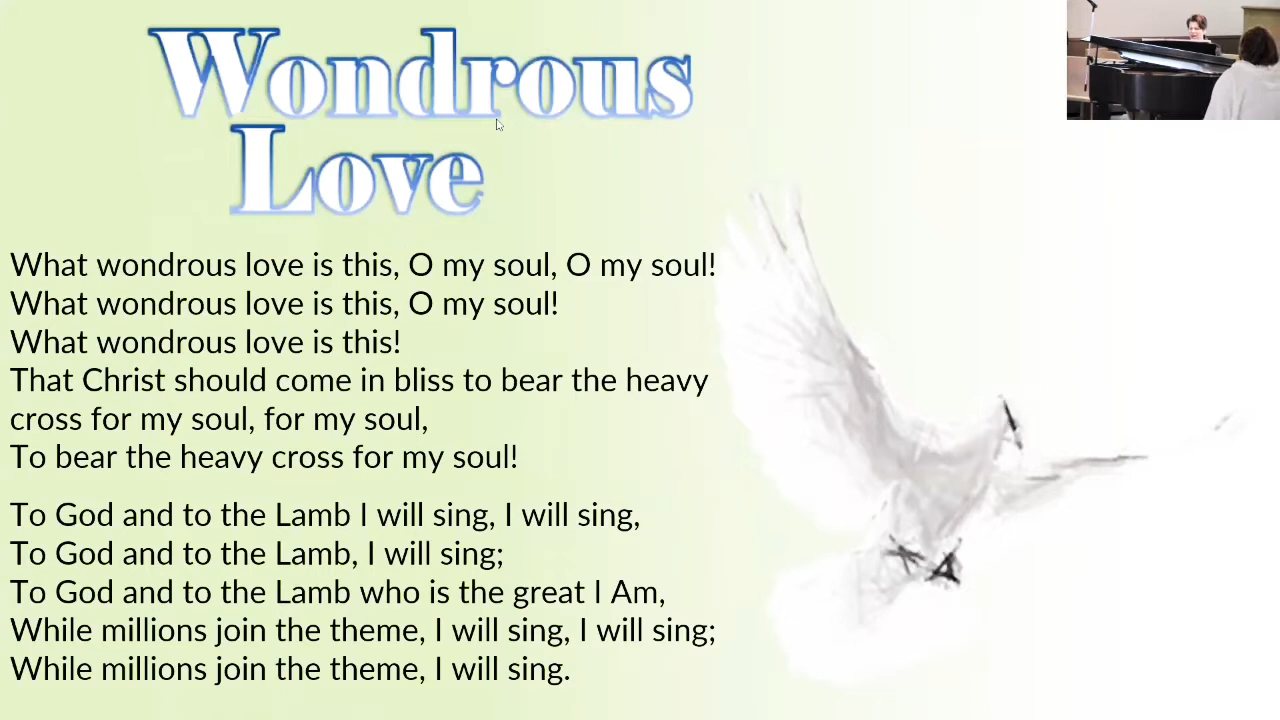 Wondrous
Love
What wondrous love is this, O my soul, O my soul!
What wondrous love is this, O my soul!
What wondrous love is this!
That Christ should come in bliss to bear the heavy
cross for my soul, for my soul,
To bear the heavy cross for my soul!
To God and to the Lamb I will sing, I will sing,
To God and to the Lamb, I will sing;
To God and to the Lamb who is the great I Am,
While millions join the theme, I will sing, I will sing;
While millions join the theme, I will sing.